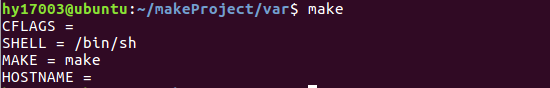 hy17003@ubuntu:~/makeProject/var$ make
CFLAGS =
SHELL = /bin/sh
MAKE = make
HOSTNAME =